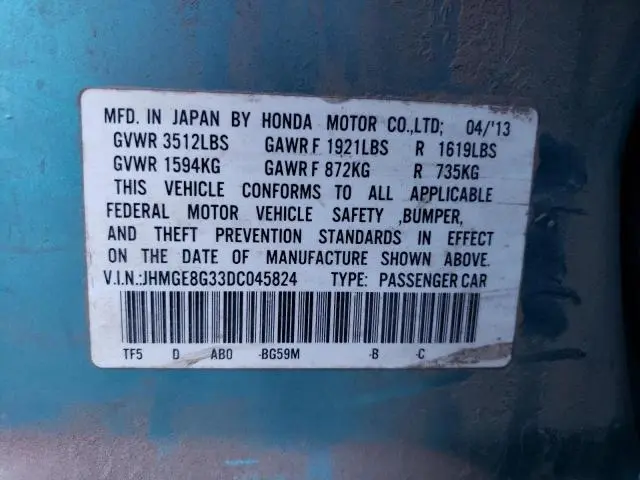 MFD. IN JAPAN BY HONDA MOTOR CO.,LTD; 04/'13
GVWR 3512LBS GAWR F 1921LBS R 1619LBS
GVWR 1594KG GAWR F 872KG R 735KG
THIS VEHICLE CONFORMS TO ALL APPLICABLE
FEDERAL MOTOR VEHICLE SAFETY ,BUMPER,
AND THEFT PREVENTION STANDARDS IN EFFECT
ON THE DATE OF MANUFACTURE SHOWN ABOVE.
V.I.N.:JHMGE8G33DC045824 TYPE: PASSENGER CAR
TF5 D AB0 -BG59M -B -C